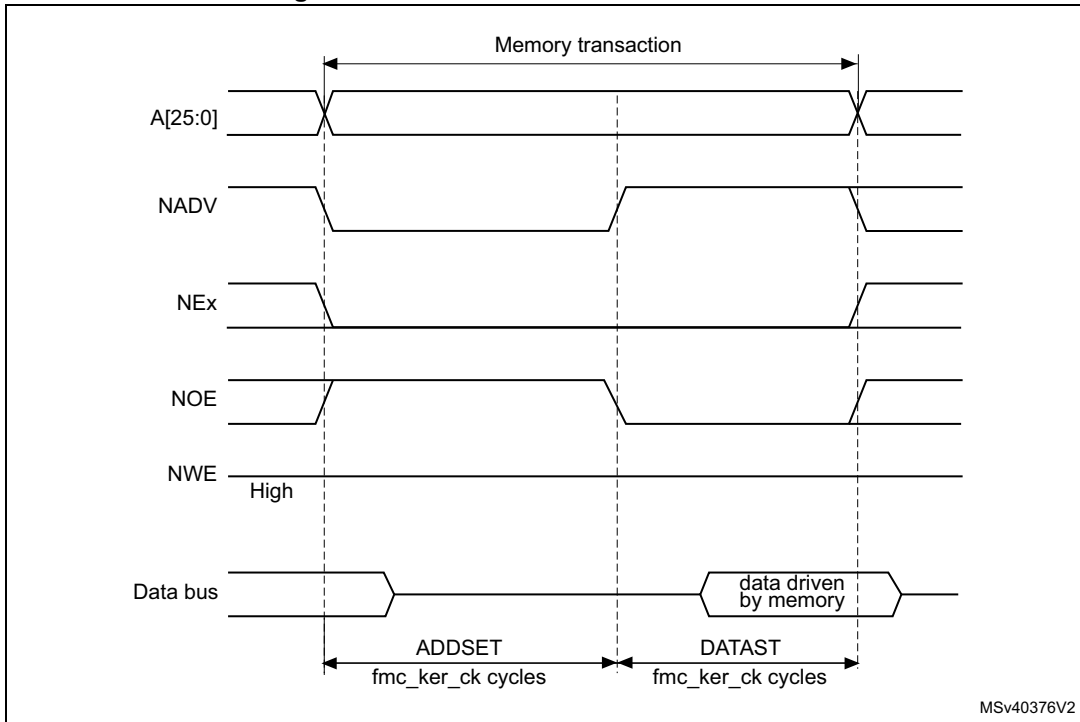 Memory transaction
A[25:0]
NADV
NEx
NOE
NWE
High
Data bus
data driven
by memory
ADDSET
fmc_ker_ck cycles
DATAST
fmc_ker_ck cycles
MSv40376V2